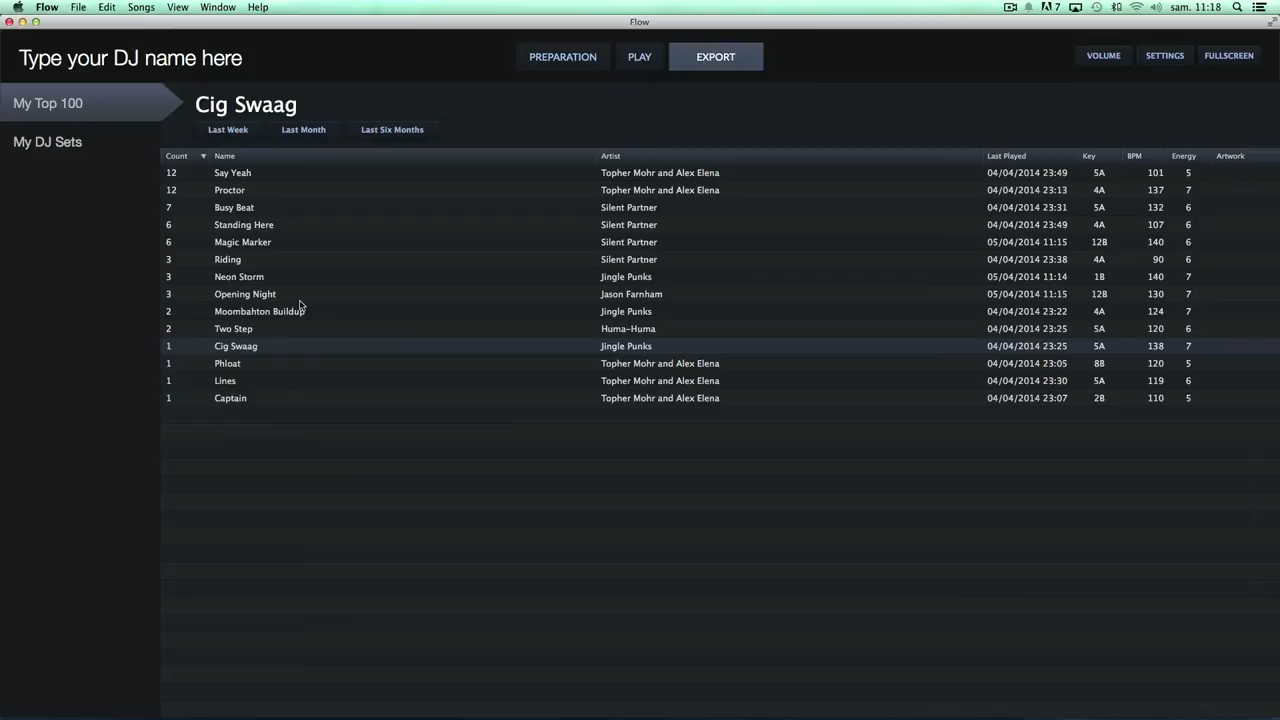 Flow File Edit Songs View Window Help 7 sam. 11:18
Flow
Type your DJ name here PREPARATION PLAY EXPORT VOLUME SETTINGS FULLSCREEN
My Top 100
My DJ Sets
Cig Swaag
Last Week Last Month Last Six Months
Count Name Artist Last Played Key BPM Energy Artwork
12 Say Yeah Topher Mohr and Alex Elena 04/04/2014 23:49 5A 101 5
12 Proctor Topher Mohr and Alex Elena 04/04/2014 23:13 4A 137 7
7 Busy Beat Silent Partner 04/04/2014 23:31 5A 132 6
6 Standing Here Silent Partner 04/04/2014 23:49 4A 107 6
6 Magic Marker Silent Partner 05/04/2014 11:15 12B 140 6
3 Riding Silent Partner 04/04/2014 23:38 4A 90 6
3 Neon Storm Jingle Punks 05/04/2014 11:14 1B 140 7
3 Opening Night Jason Farnham 05/04/2014 11:15 12B 130 7
2 Moombahton Buildup Jingle Punks 04/04/2014 23:22 4A 124 7
2 Two Step Huma-Huma 04/04/2014 23:25 5A 120 6
1 Cig Swaag Jingle Punks 04/04/2014 23:25 5A 138 7
1 Phloat Topher Mohr and Alex Elena 04/04/2014 23:05 8B 120 5
1 Lines Topher Mohr and Alex Elena 04/04/2014 23:30 5A 119 6
1 Captain Topher Mohr and Alex Elena 04/04/2014 23:07 2B 110 5